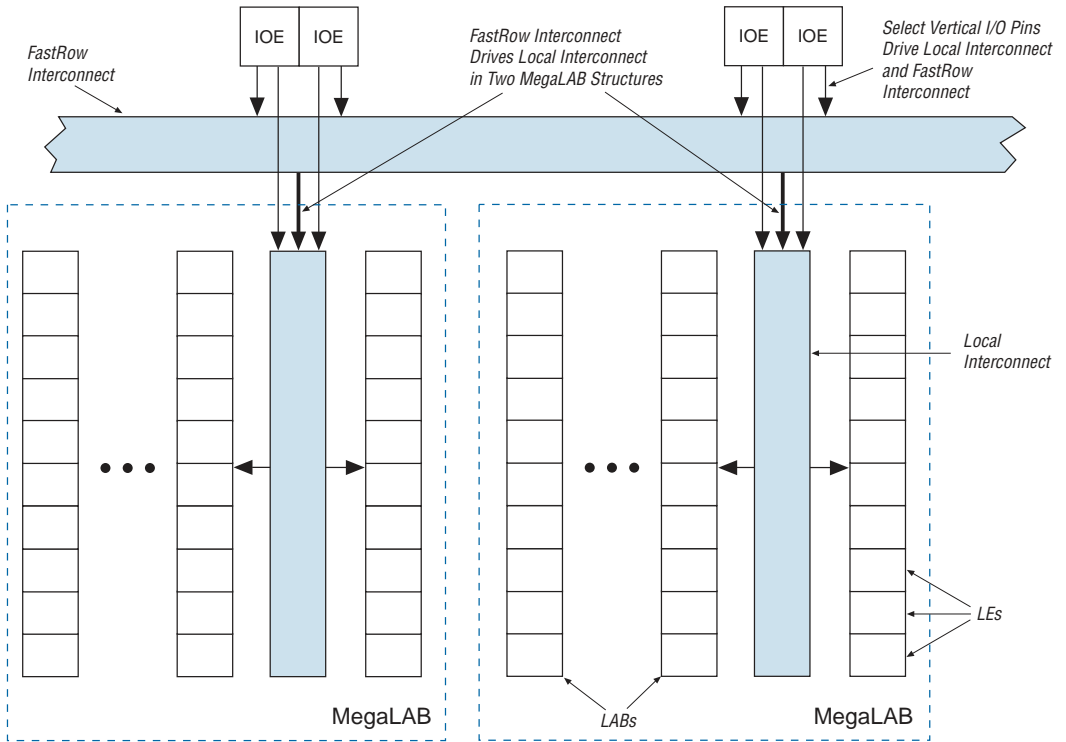 IOE IOE
IOE IOE
FastRow
Interconnect
FastRow Interconnect
Drives Local Interconnect
in Two MegaLAB Structures
Select Vertical I/O Pins
Drive Local Interconnect
and FastRow
Interconnect
Local
Interconnect
LEs
LABs
MegaLAB
MegaLAB